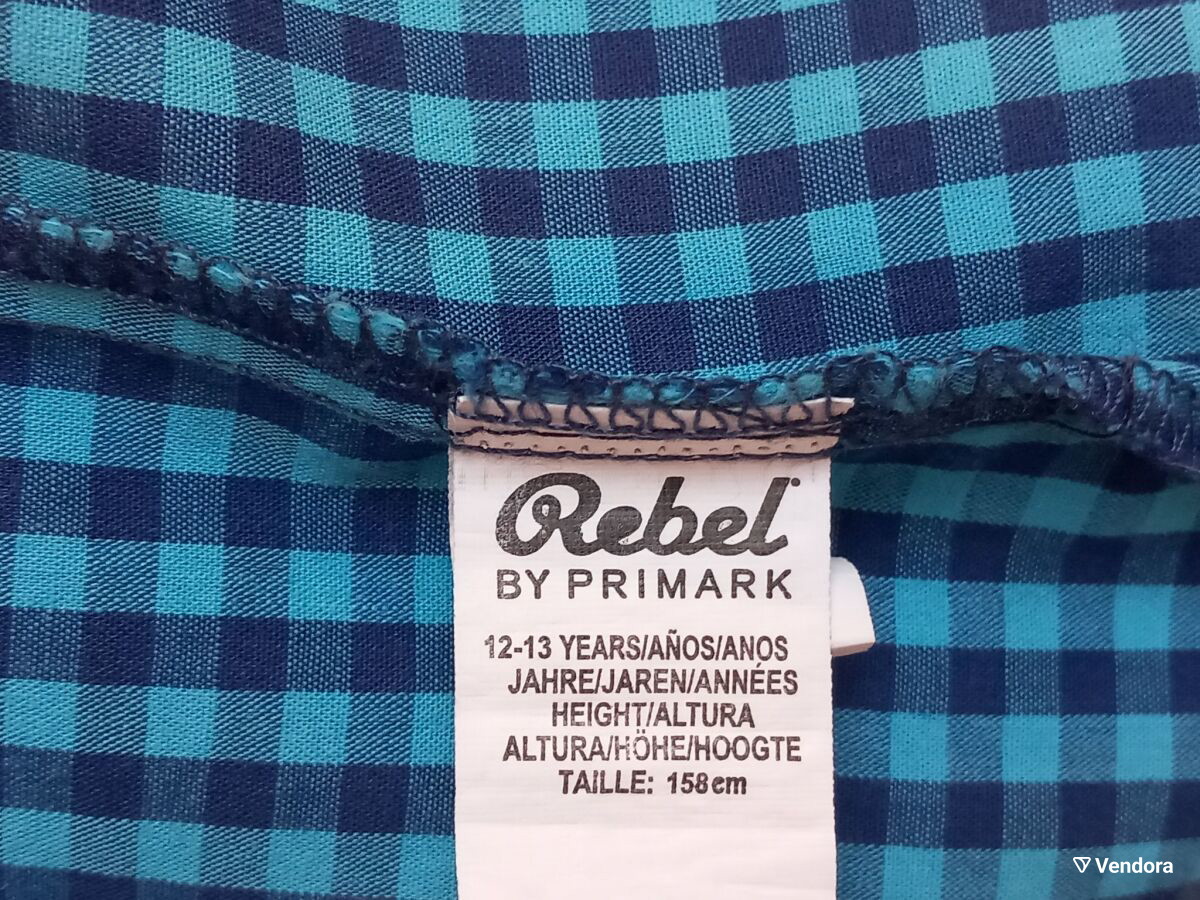 Rebel
BY PRIMARK
12-13 YEARS/AÑOS/ANOS
JAHRE/JAREN/ANNÉES
HEIGHT/ALTURA
ALTURA/HÖHE/HOOGTE
TAILLE: 158cm
Vendora